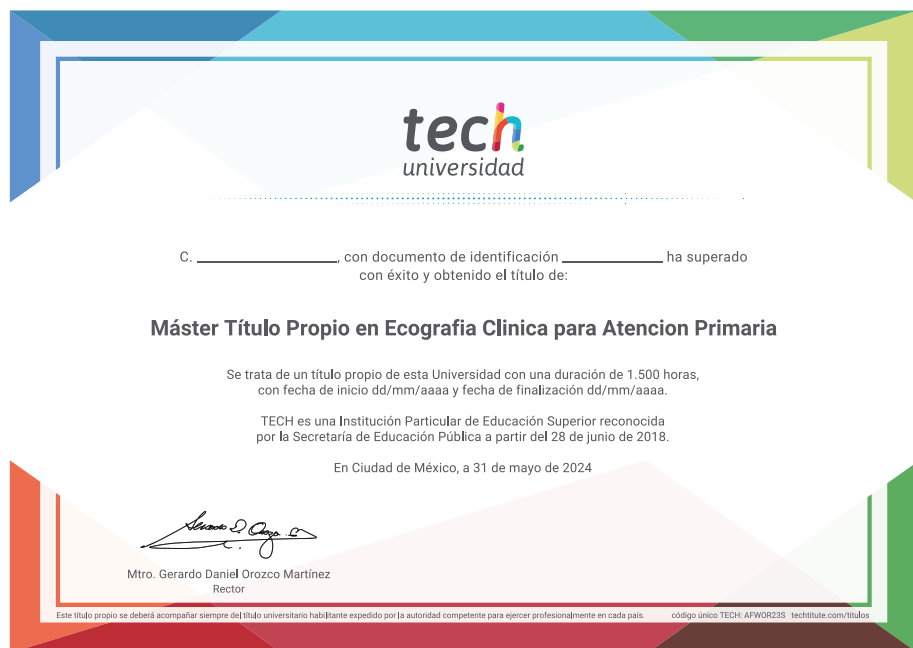 tech
universidad
C. ____________________, con documento de identificación ______________ ha superado
con éxito y obtenido el título de:
Máster Título Propio en Ecografia Clinica para Atencion Primaria
Se trata de un título propio de esta Universidad con una duración de 1.500 horas,
con fecha de inicio dd/mm/aaaa y fecha de finalización dd/mm/aaaa.
TECH es una Institución Particular de Educación Superior reconocida
por la Secretaría de Educación Pública a partir del 28 de junio de 2018.
En Ciudad de México, a 31 de mayo de 2024
Mtro. Gerardo Daniel Orozco Martínez
Rector
Este título propio se deberá acompañar siempre del título universitario habilitante expedido por la autoridad competente para ejercer profesionalmente en cada país. código único TECH: AFWOR23S techtitute.com/titulos